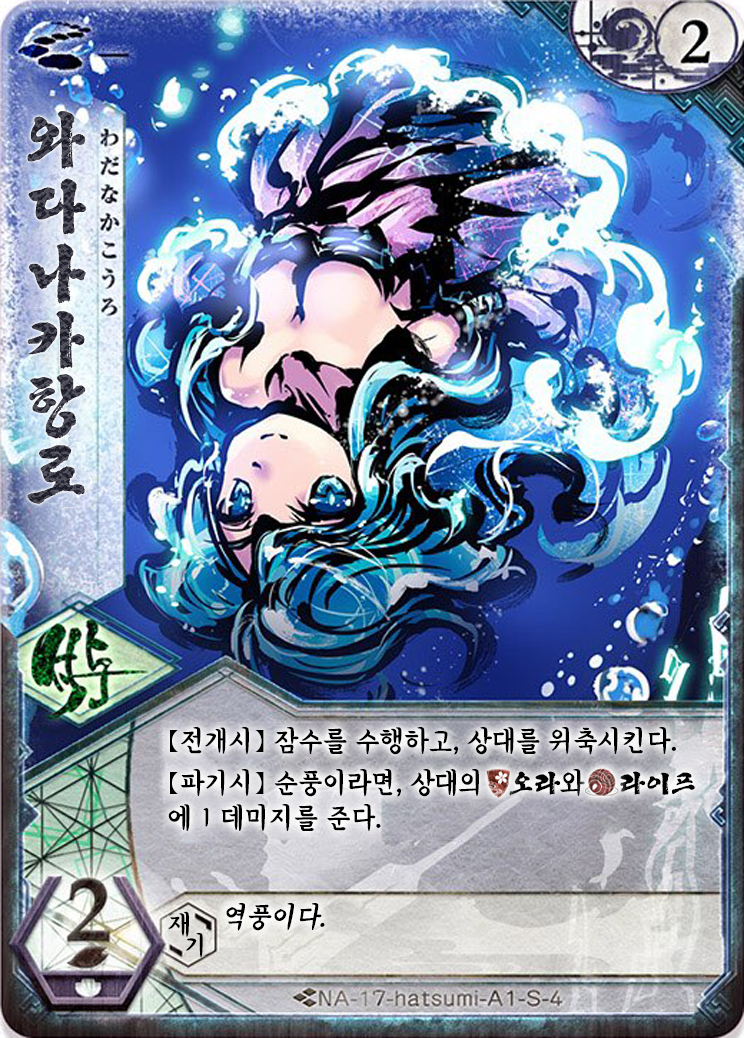 2
와다나카항로
わだなかこうろ
【전개시】 잠수를 수행하고, 상대를 위축시킨다.
【파기시】 순풍이라면, 상대의 오라와 라이프
에 1 데미지를 준다.
2
재기
역풍이다.
NA-17-hatsumi-A1-S-4